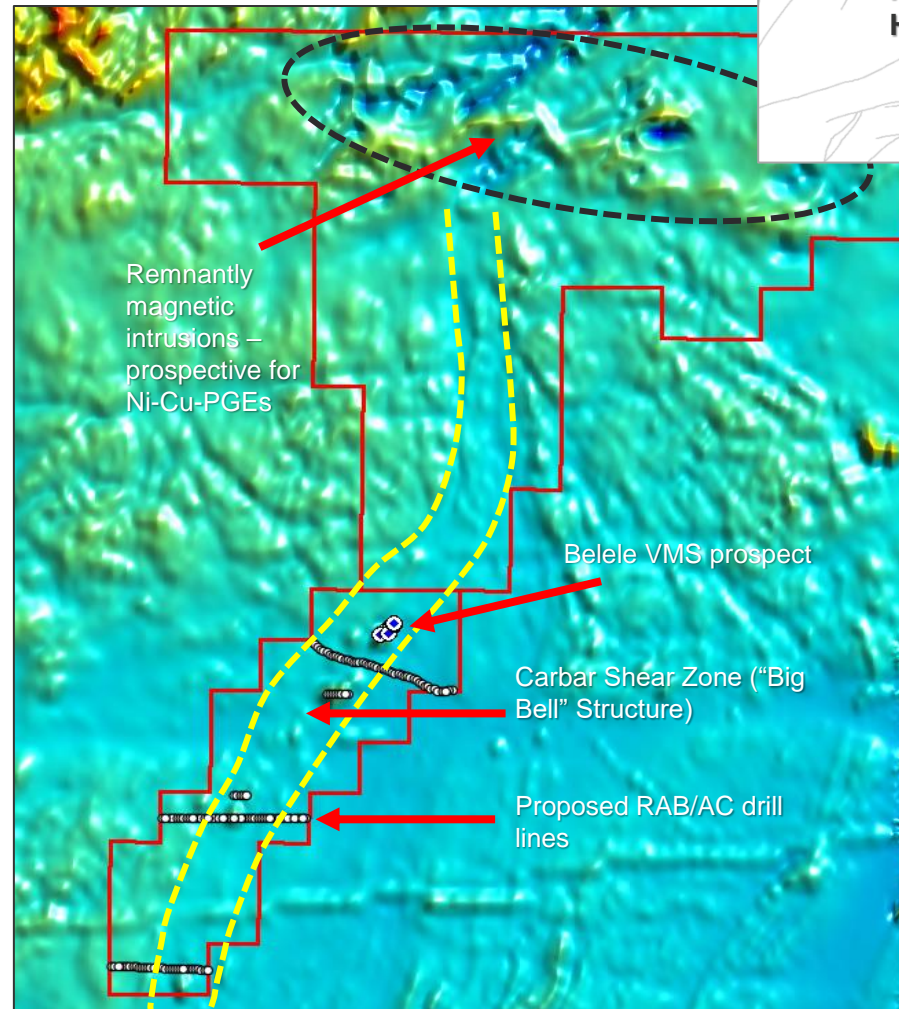 H
Remnantly
magnetic
intrusions –
prospective for
Ni-Cu-PGEs
Belele VMS prospect
Carbar Shear Zone (“Big
Bell” Structure)
Proposed RAB/AC drill
lines